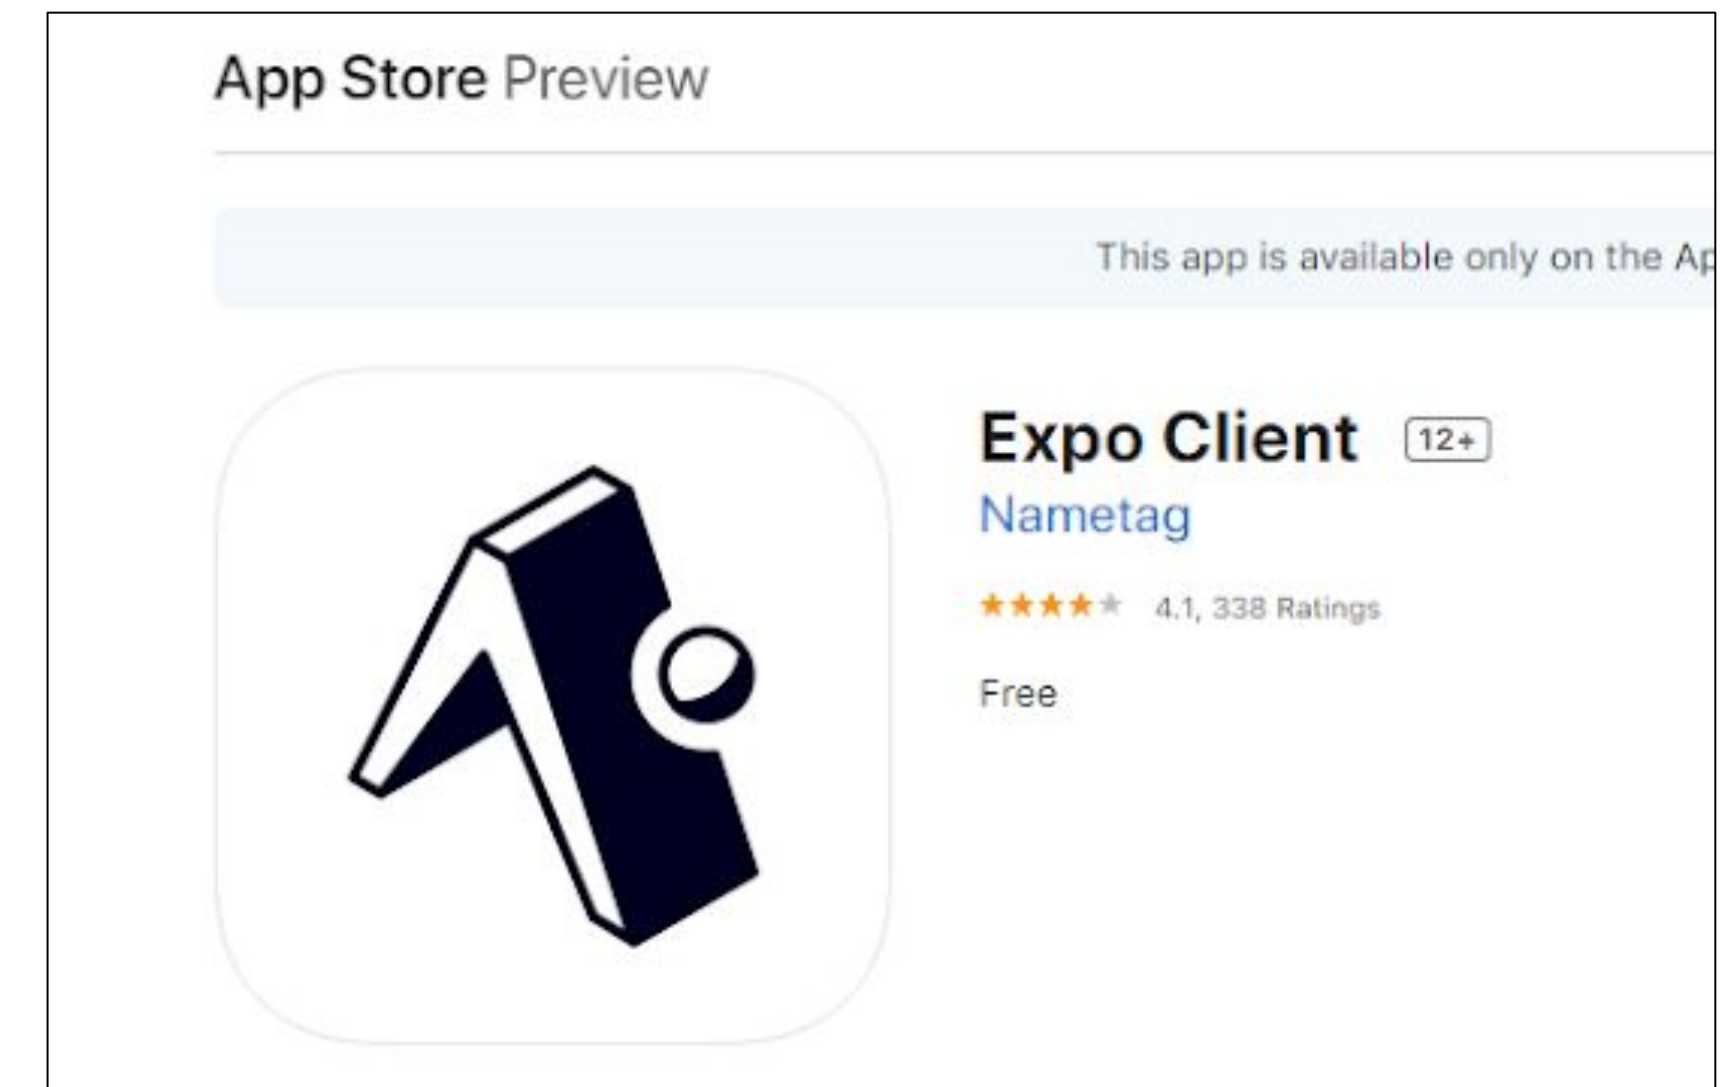 App Store Preview
This app is available only on the Ap
Expo Client 12+
Nametag
4.1, 338 Ratings
Free